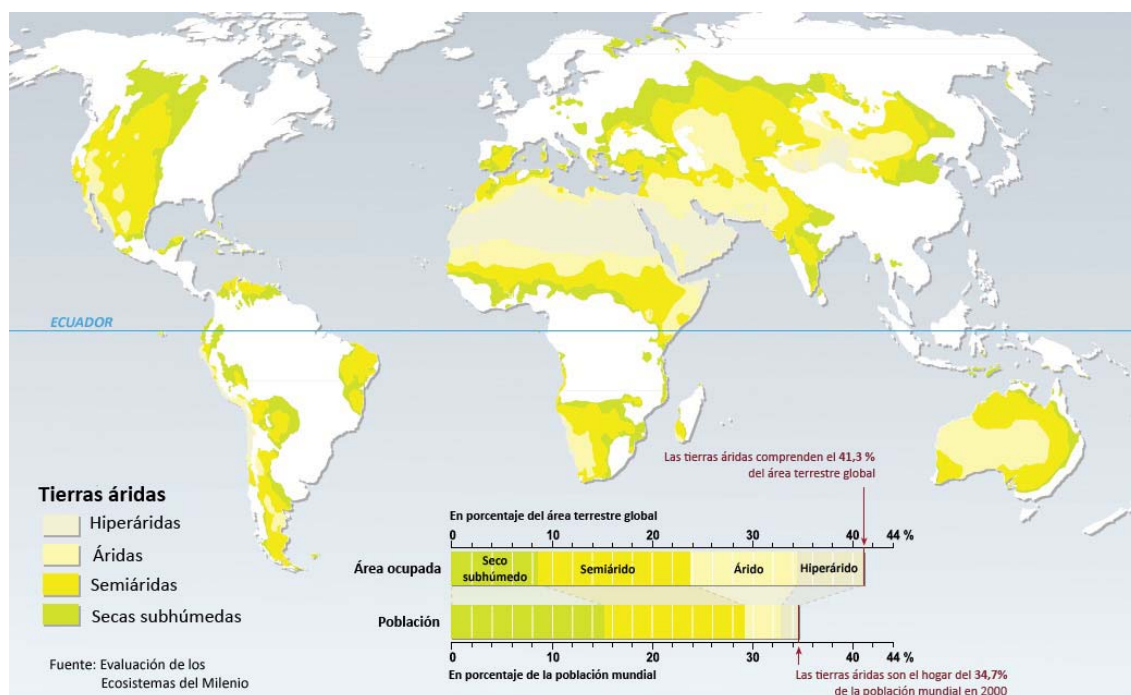 ECUADOR
Las tierras áridas comprenden el 41,3 %
del área terrestre global
Tierras áridas
Hiperáridas
Áridas
Semiáridas
Secas subhúmedas
En porcentaje del área terrestre global
0 10 20 30 40 44 %
Área ocupada
Seco
subhúmedo
Semiárido
Árido
Hiperárido
Población
0 10 20 30 40 44 %
En porcentaje de la población mundial
Las tierras áridas son el hogar del 34,7%
de la población mundial en 2000
Fuente: Evaluación de los
Ecosistemas del Milenio